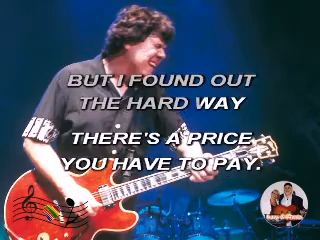 BUT I FOUND OUT
THE HARD WAY
THERE'S A PRICE
YOU HAVE TO PAY.